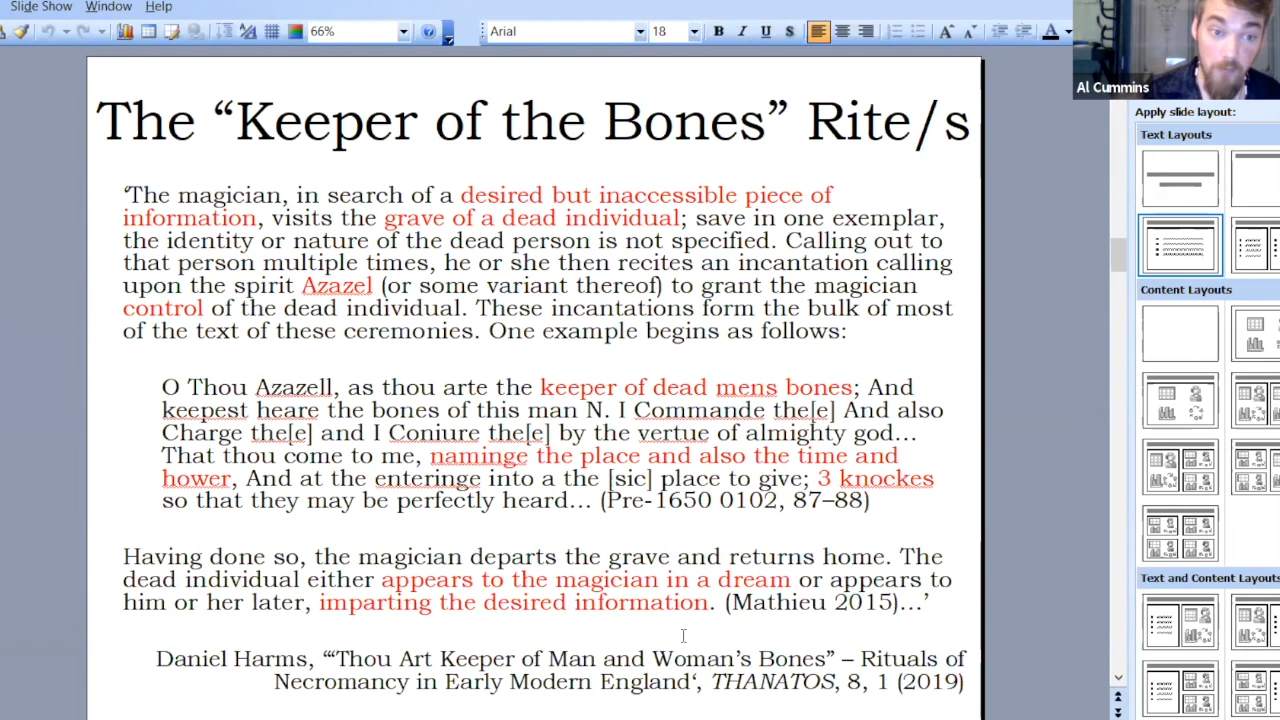 Slide Show Window Help
66% Arial 18 B I U S A
Al Cummins
Apply slide layout:
Text Layouts
Content Layouts
Text and Content Layouts
The “Keeper of the Bones” Rite/s
‘The magician, in search of a desired but inaccessible piece of
information, visits the grave of a dead individual; save in one exemplar,
the identity or nature of the dead person is not specified. Calling out to
that person multiple times, he or she then recites an incantation calling
upon the spirit Azazel (or some variant thereof) to grant the magician
control of the dead individual. These incantations form the bulk of most
of the text of these ceremonies. One example begins as follows:
O Thou Azazell, as thou arte the keeper of dead mens bones; And
keepest heare the bones of this man N. I Commande the[e] And also
Charge the[e] and I Coniure the[e] by the vertue of almighty god…
That thou come to me, naminge the place and also the time and
hower, And at the enteringe into a the [sic] place to give; 3 knockes
so that they may be perfectly heard… (Pre-1650 0102, 87–88)
Having done so, the magician departs the grave and returns home. The
dead individual either appears to the magician in a dream or appears to
him or her later, imparting the desired information. (Mathieu 2015)…’
Daniel Harms, “‘Thou Art Keeper of Man and Woman’s Bones” – Rituals of
Necromancy in Early Modern England‘, THANATOS, 8, 1 (2019)